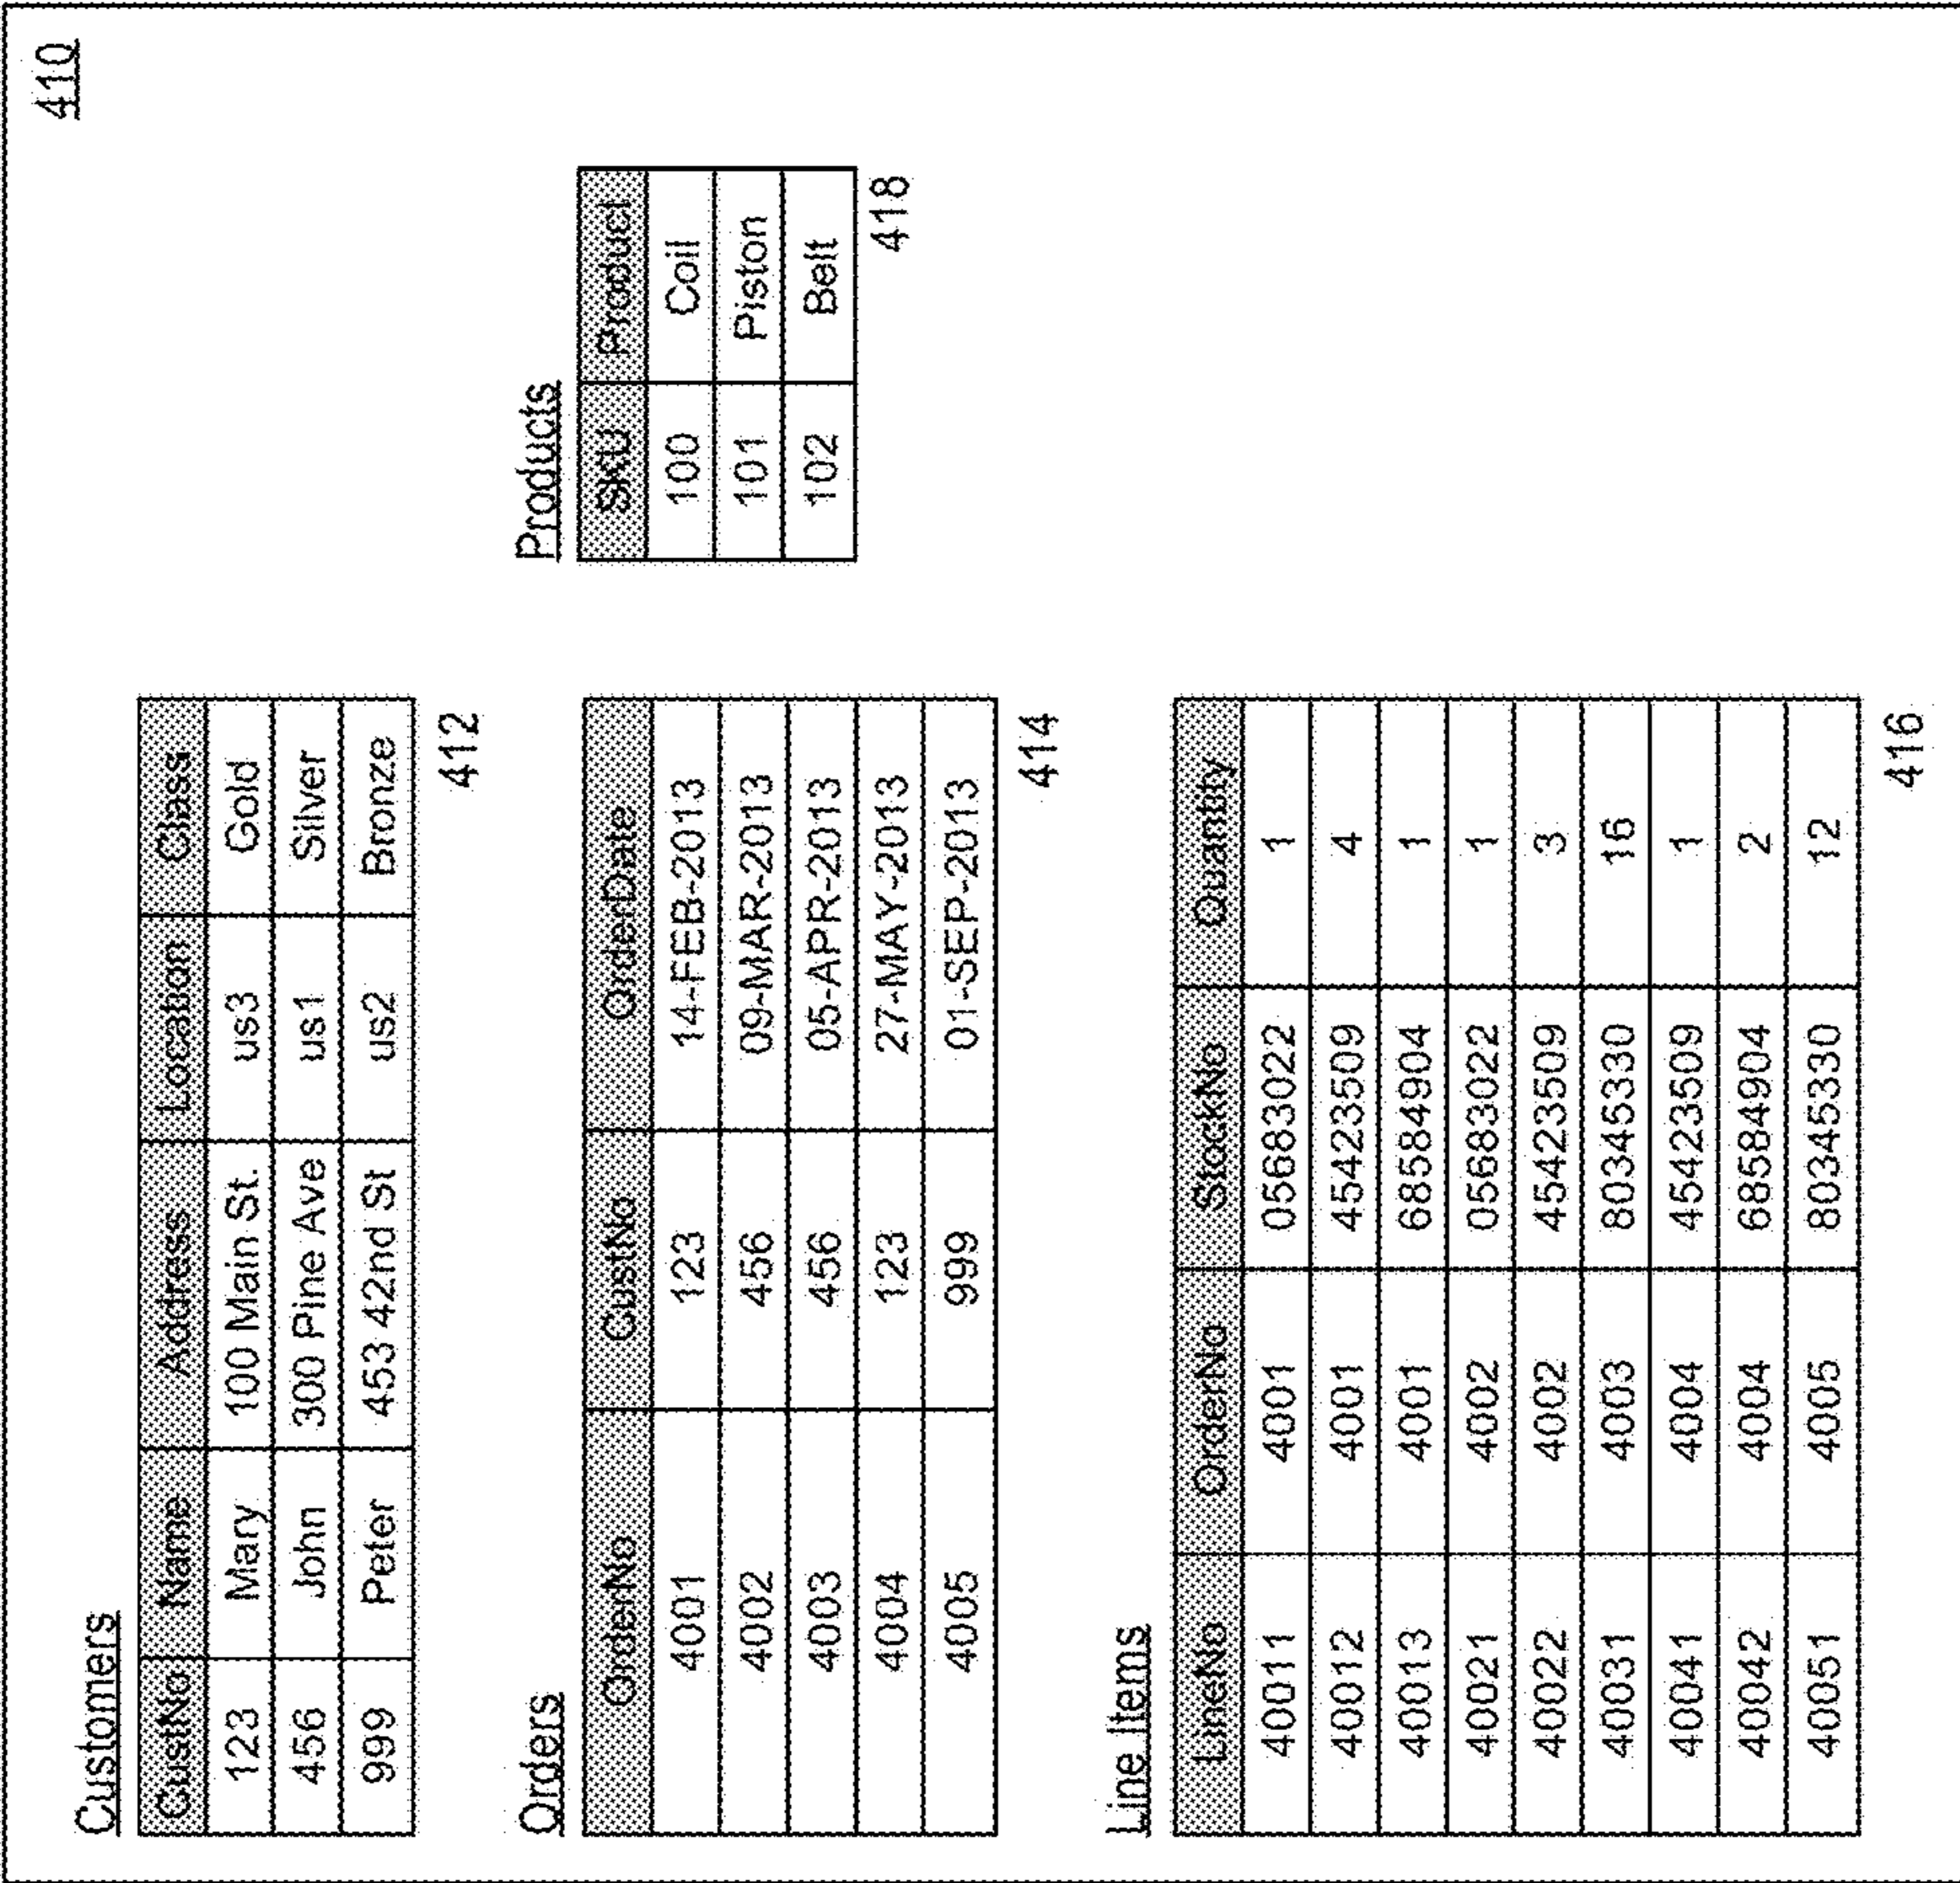 410
Customers
CustNo Name Address Location Class
123 Mary 100 Main St. us3 Gold
456 John 300 Pine Ave us1 Silver
999 Peter 453 42nd St us2 Bronze
412
Orders
OrderNo CustNo OrderDate
4001 123 14-FEB-2013
4002 456 09-MAR-2013
4003 456 05-APR-2013
4004 123 27-MAY-2013
4005 999 01-SEP-2013
414
Products
SKU Product
100 Coil
101 Piston
102 Belt
418
Line Items
LineNo OrderNo StockNo Quantity
40011 4001 05683022 1
40012 4001 45423509 4
40013 4001 68584904 1
40021 4002 05683022 1
40022 4002 45423509 3
40031 4003 80345330 16
40041 4004 45423509 1
40042 4004 68584904 2
40051 4005 80345330 12
416